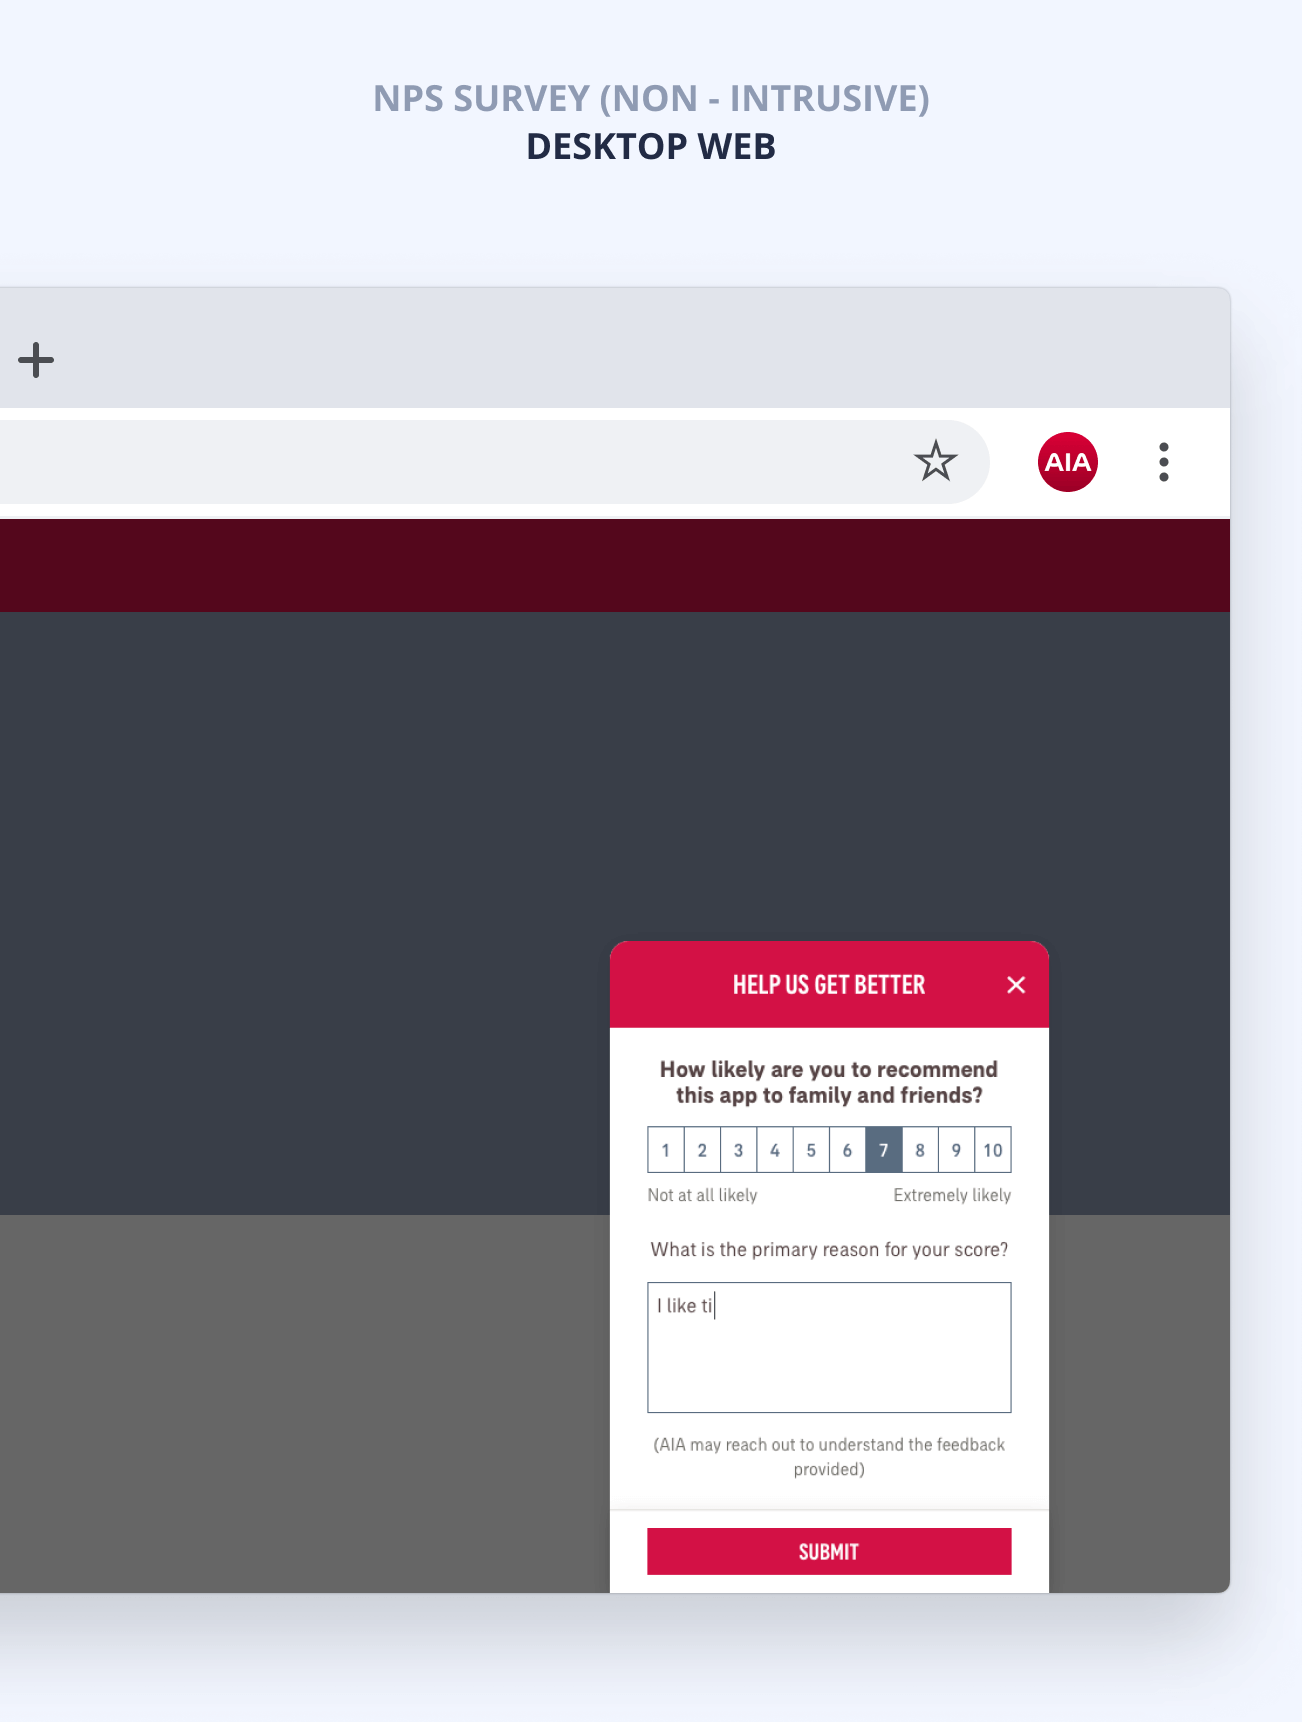 NPS SURVEY (NON - INTRUSIVE)
DESKTOP WEB
AIA
HELP US GET BETTER
How likely are you to recommend
this app to family and friends?
1 2 3 4 5 6 7 8 9 10
Not at all likely Extremely likely
What is the primary reason for your score?
I like ti
(AIA may reach out to understand the feedback
provided)
SUBMIT